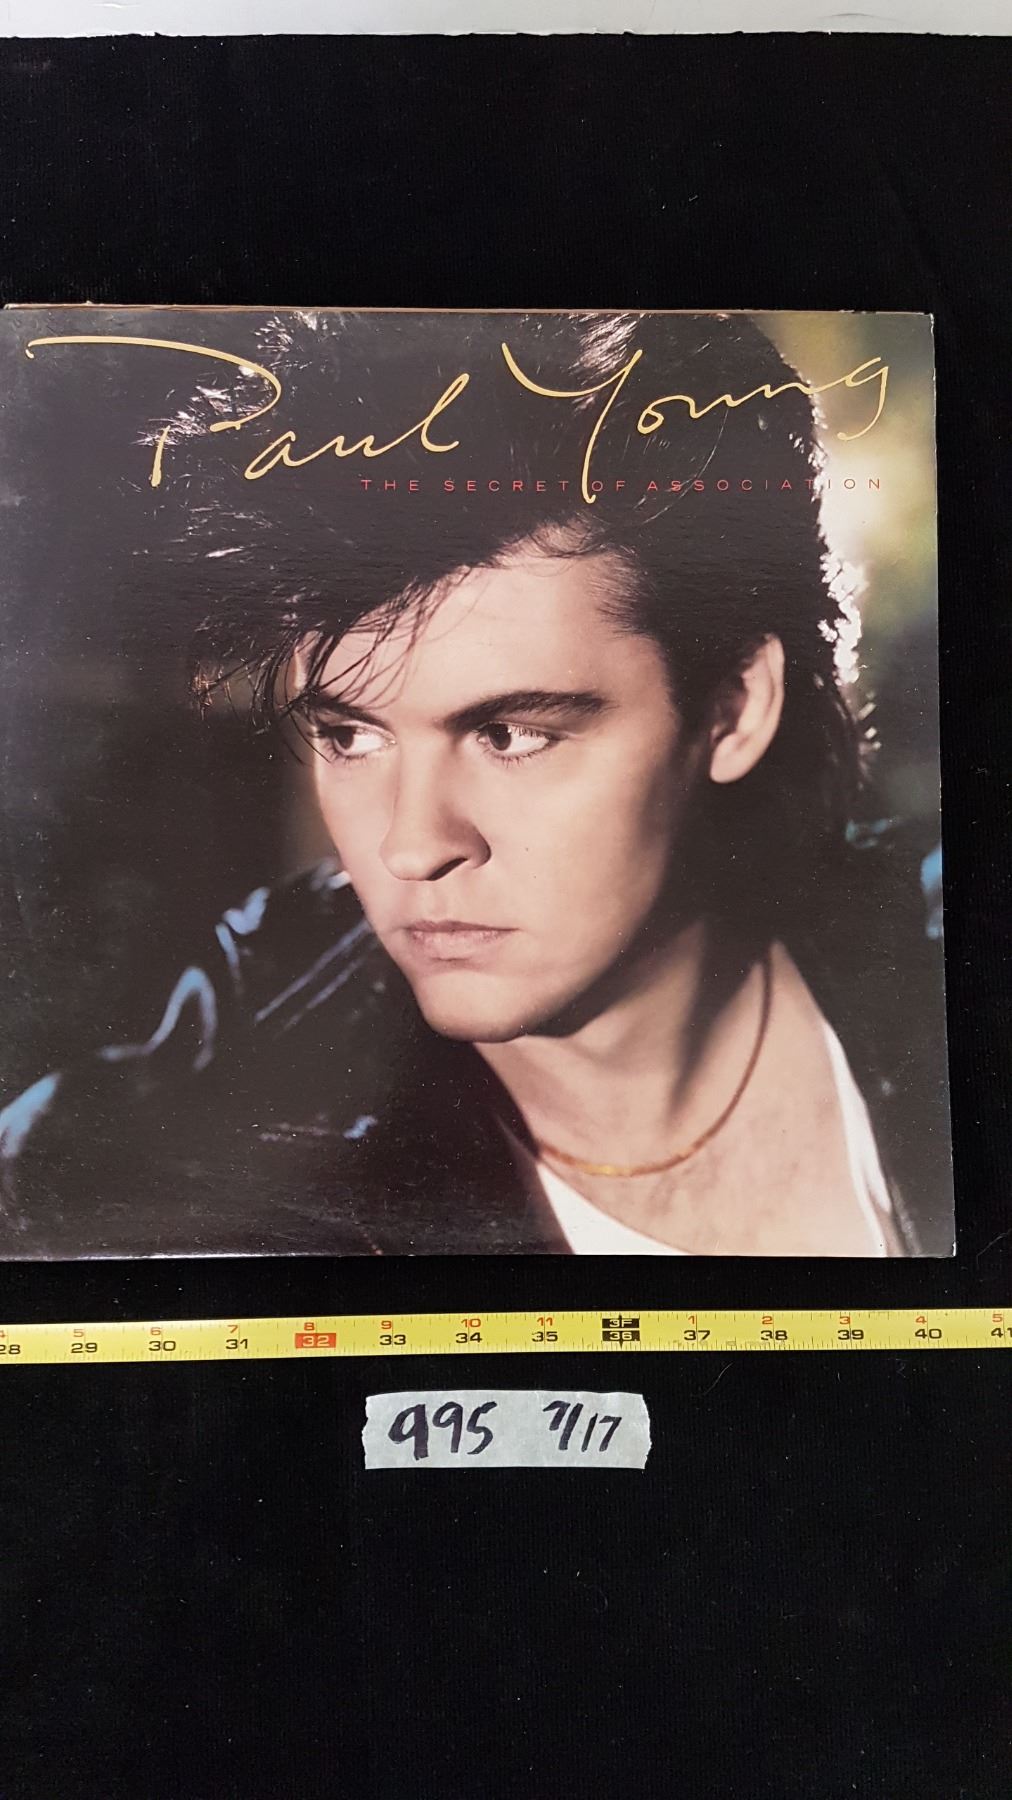 Paul Young
THE SECRET OF ASSOCIATION
4 5 6 7 8 9 10 11 3F 1 2 3 4 5
28 29 30 31 32 33 34 35 36 37 38 39 40 41
995 7/17